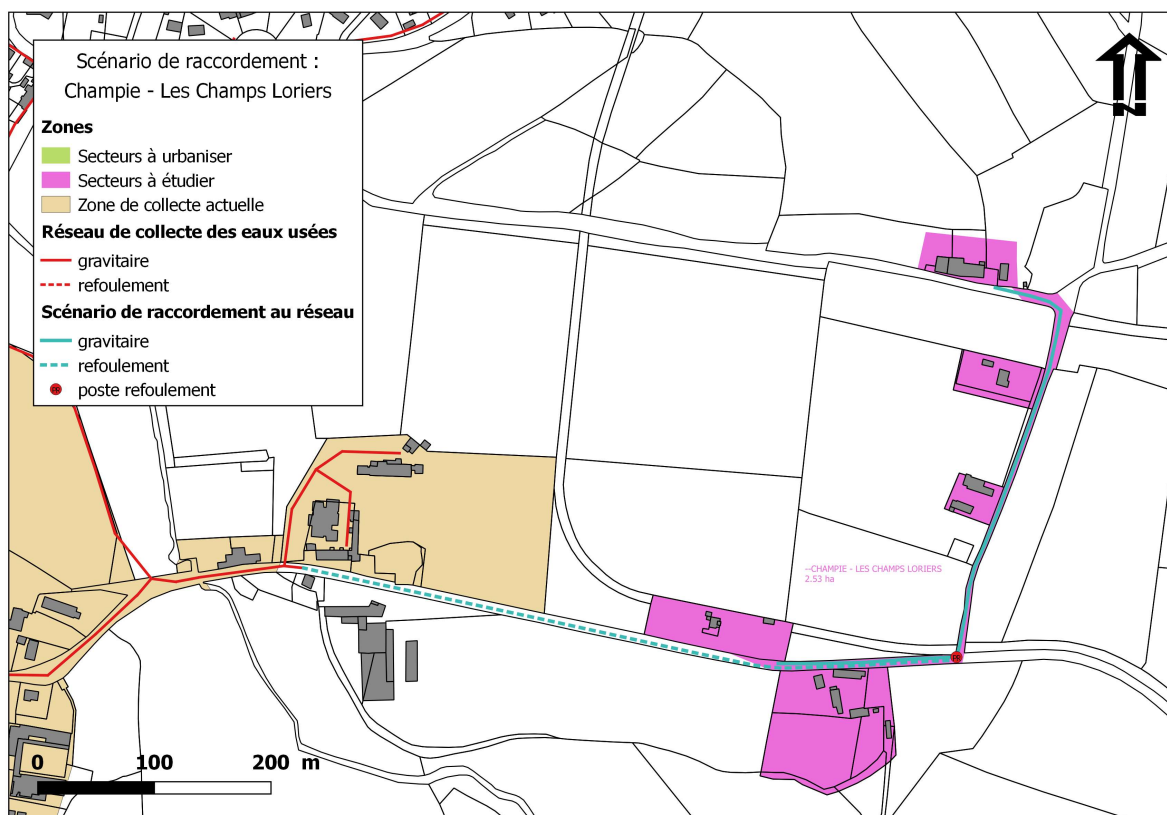 Scénario de raccordement :
Champie - Les Champs Loriers
Zones
Secteurs à urbaniser
Secteurs à étudier
Zone de collecte actuelle
Réseau de collecte des eaux usées
gravitaire
refoulement
Scénario de raccordement au réseau
gravitaire
refoulement
PR poste refoulement
N
--CHAMPIE - LES CHAMPS LORIERS
2.53 ha
PR
0 100 200 m